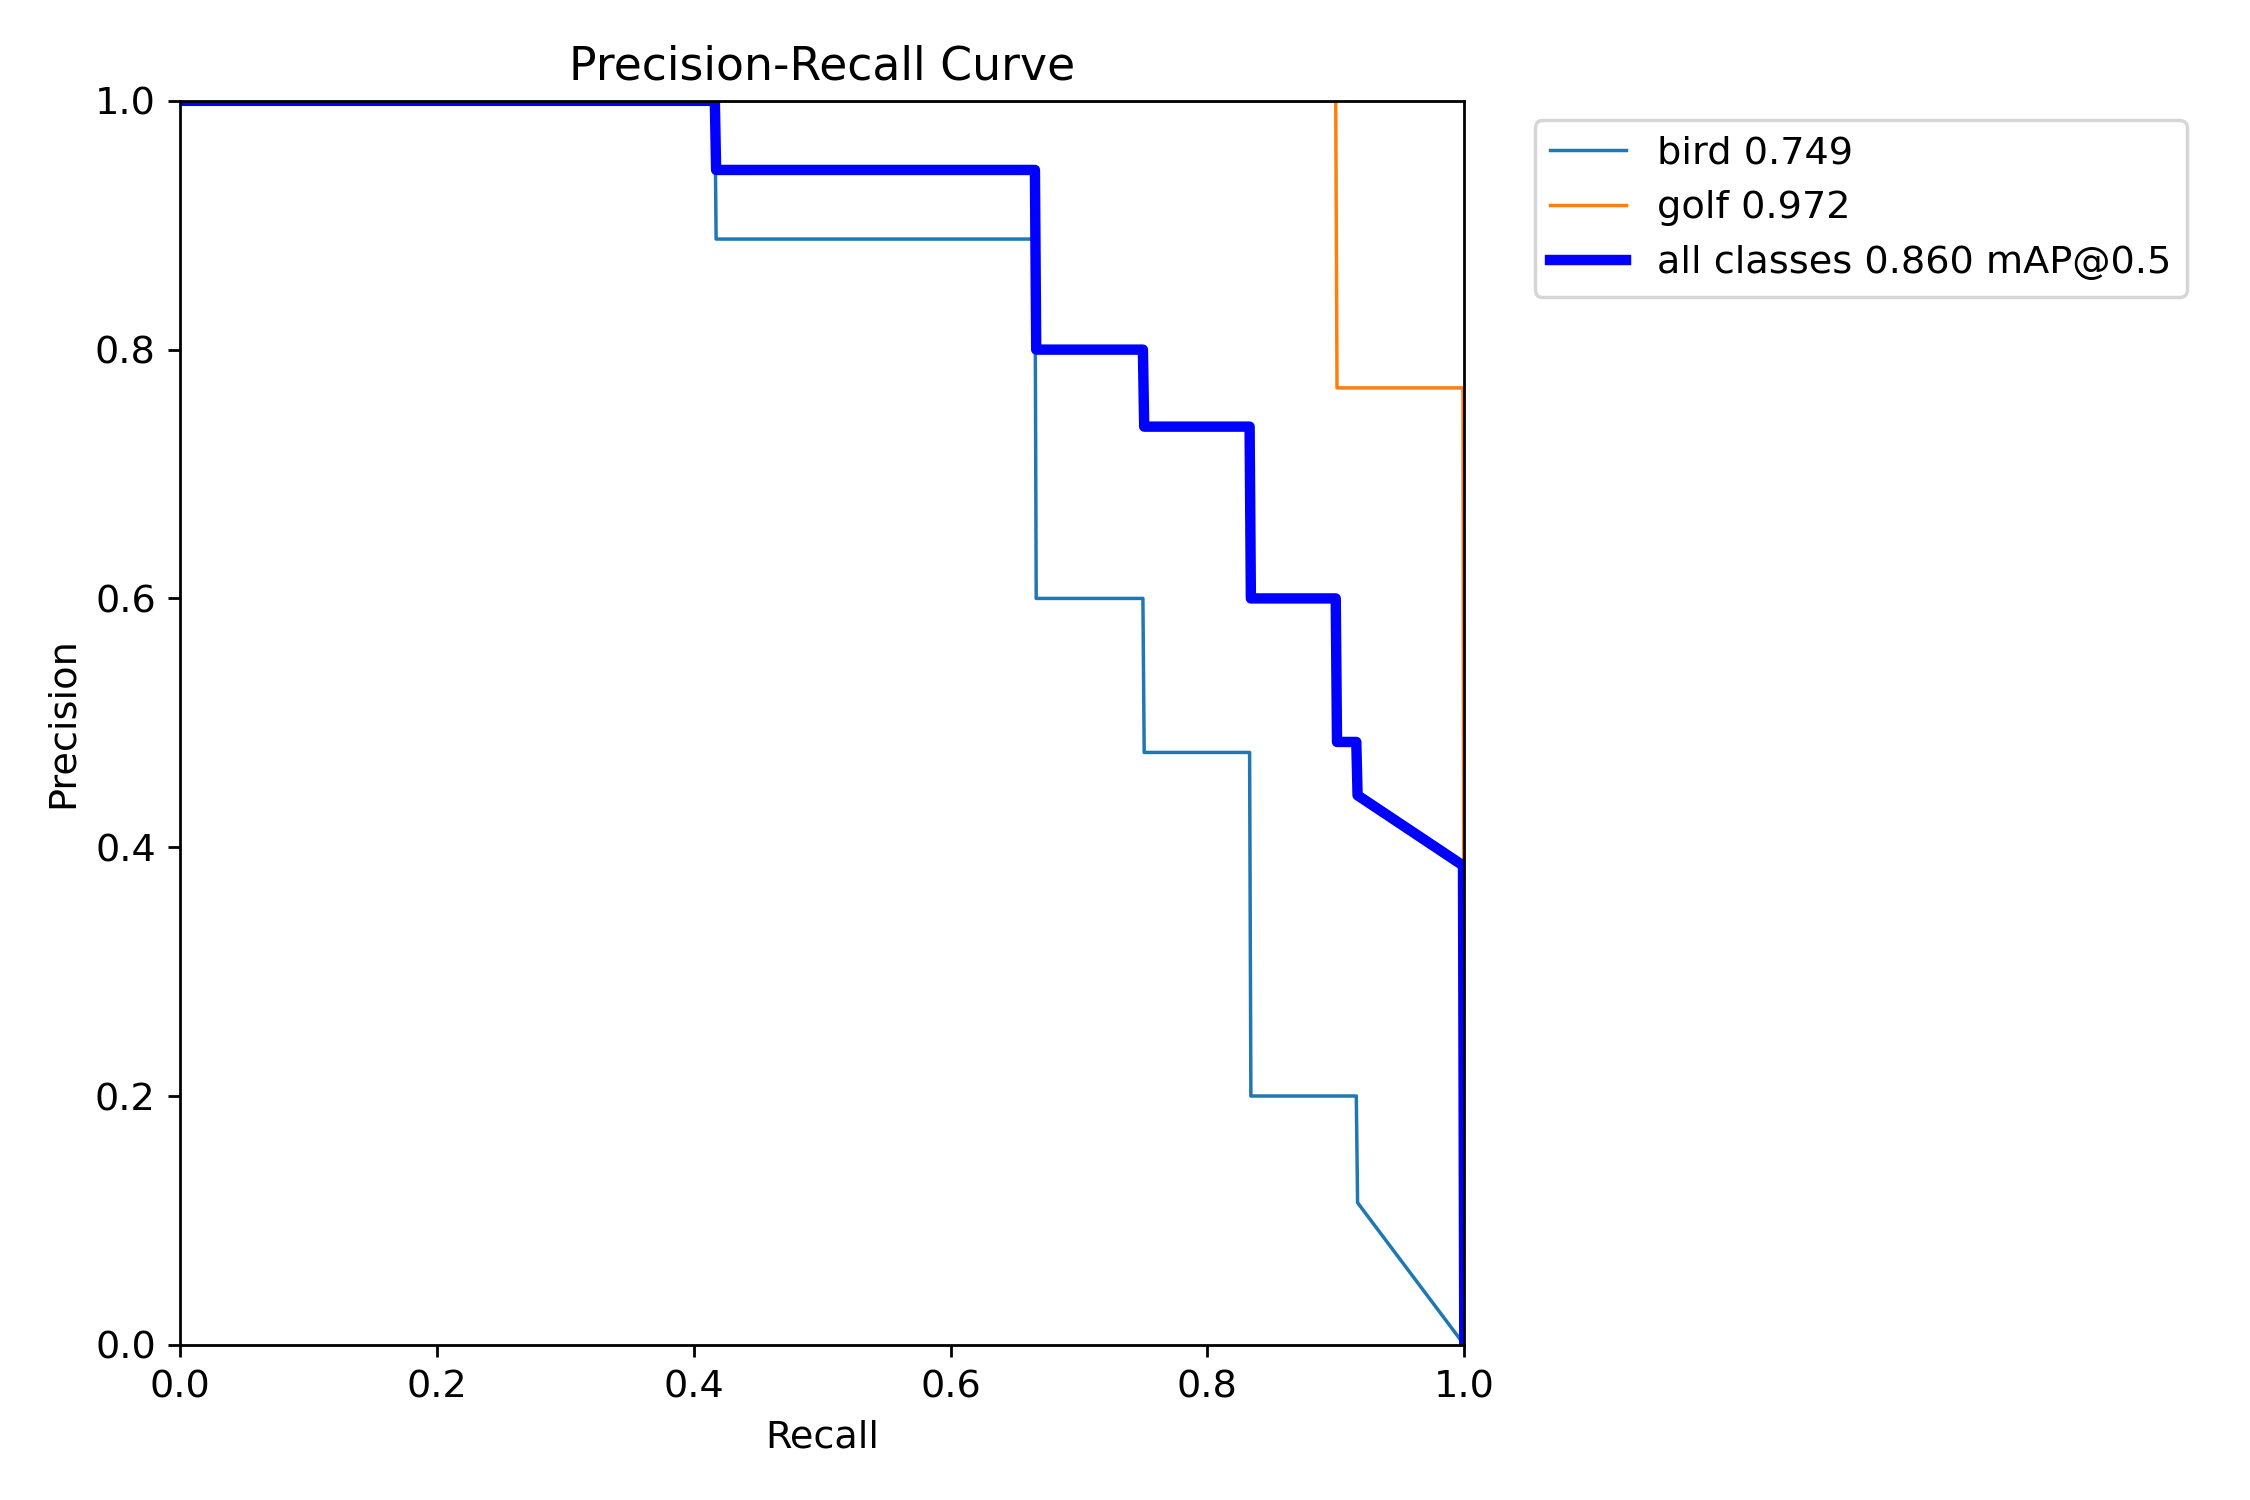 Precision-Recall Curve
1.0
0.8
0.6
0.4
0.2
0.0
Precision
0.0 0.2 0.4 0.6 0.8 1.0
Recall
bird 0.749
golf 0.972
all classes 0.860 mAP@0.5